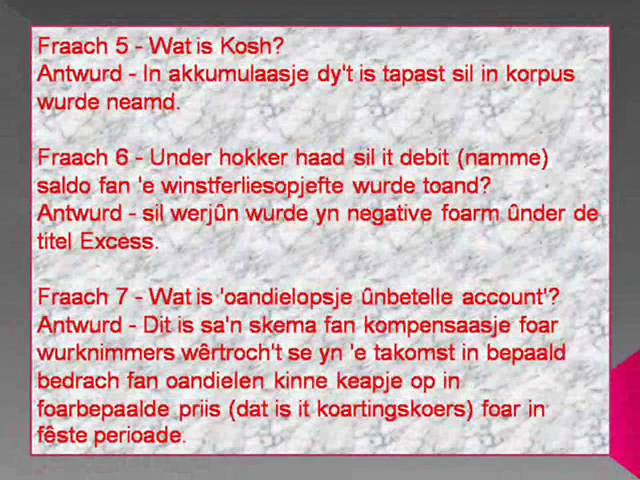 Fraach 5 - Wat is Kosh?
Antwurd - In akkumulaasje dy't is tapast sil in korpus
wurde neamd.
Fraach 6 - Under hokker haad sil it debit (namme)
saldo fan 'e winstferliesopjefte wurde toand?
Antwurd - sil werjûn wurde yn negative foarm ûnder de
titel Excess.
Fraach 7 - Wat is 'oandielopsje ûnbetelle account'?
Antwurd - Dit is sa'n skema fan kompensaasje foar
wurknimmers wêrtroch't se yn 'e takomst in bepaald
bedrach fan oandielen kinne keapje op in
foarbepaalde priis (dat is it koartingskoers) foar in
fêste perioade.